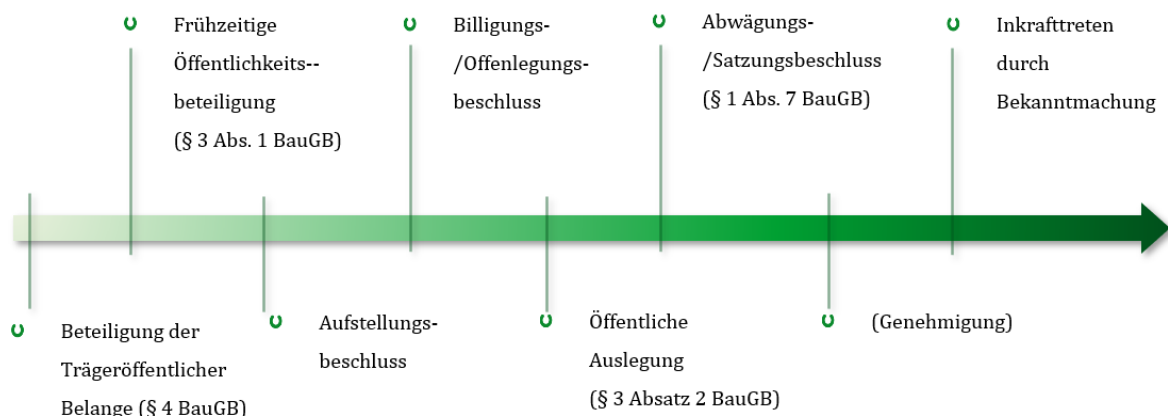 Frühzeitige
Öffentlichkeits--
beteiligung
(§ 3 Abs. 1 BauGB)
Billigungs-
/Offenlegungs-
beschluss
Abwägungs-
/Satzungsbeschluss
(§ 1 Abs. 7 BauGB)
Inkrafttreten
durch
Bekanntmachung
Beteiligung der
Trägeröffentlicher
Belange (§ 4 BauGB)
Aufstellungs-
beschluss
Öffentliche
Auslegung
(§ 3 Absatz 2 BauGB)
(Genehmigung)